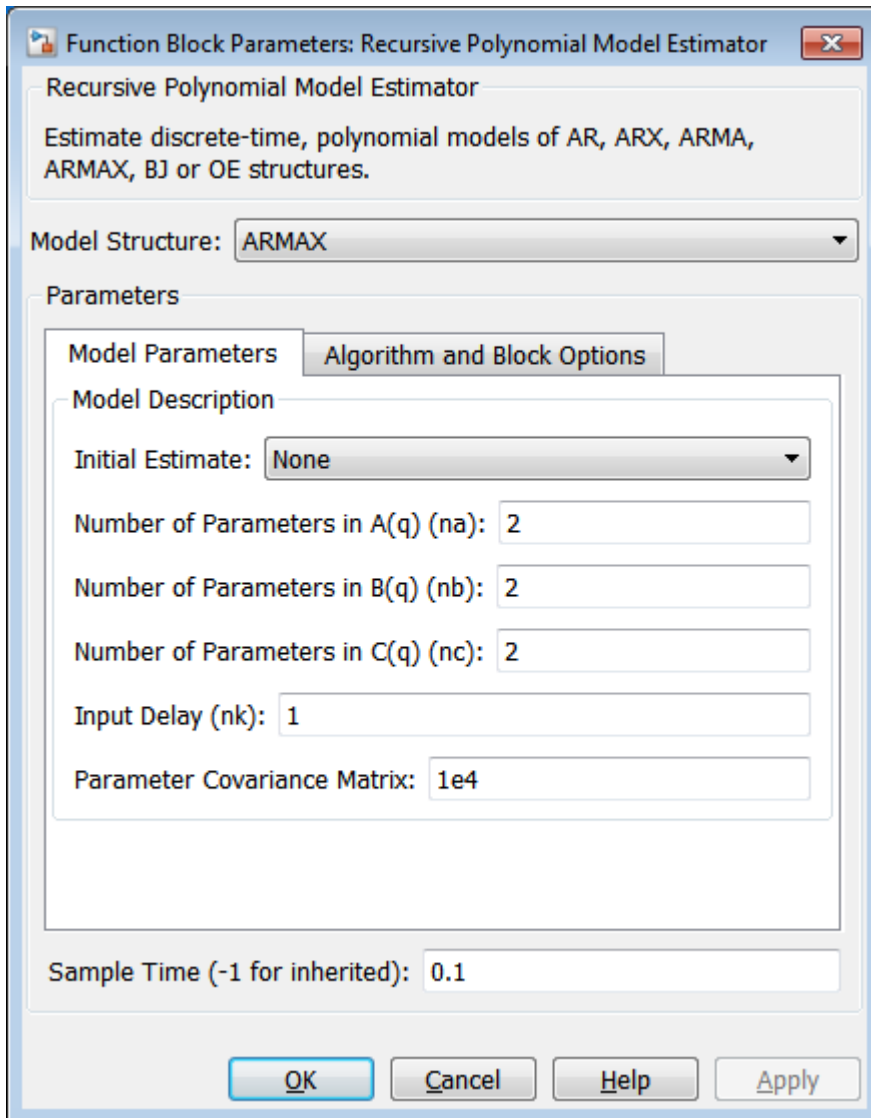 Function Block Parameters: Recursive Polynomial Model Estimator
Recursive Polynomial Model Estimator
Estimate discrete-time, polynomial models of AR, ARX, ARMA,
ARMAX, BJ or OE structures.
Model Structure: ARMAX
Parameters
Model Parameters Algorithm and Block Options
Model Description
Initial Estimate: None
Number of Parameters in A(q) (na): 2
Number of Parameters in B(q) (nb): 2
Number of Parameters in C(q) (nc): 2
Input Delay (nk): 1
Parameter Covariance Matrix: 1e4
Sample Time (-1 for inherited): 0.1
OK Cancel Help Apply